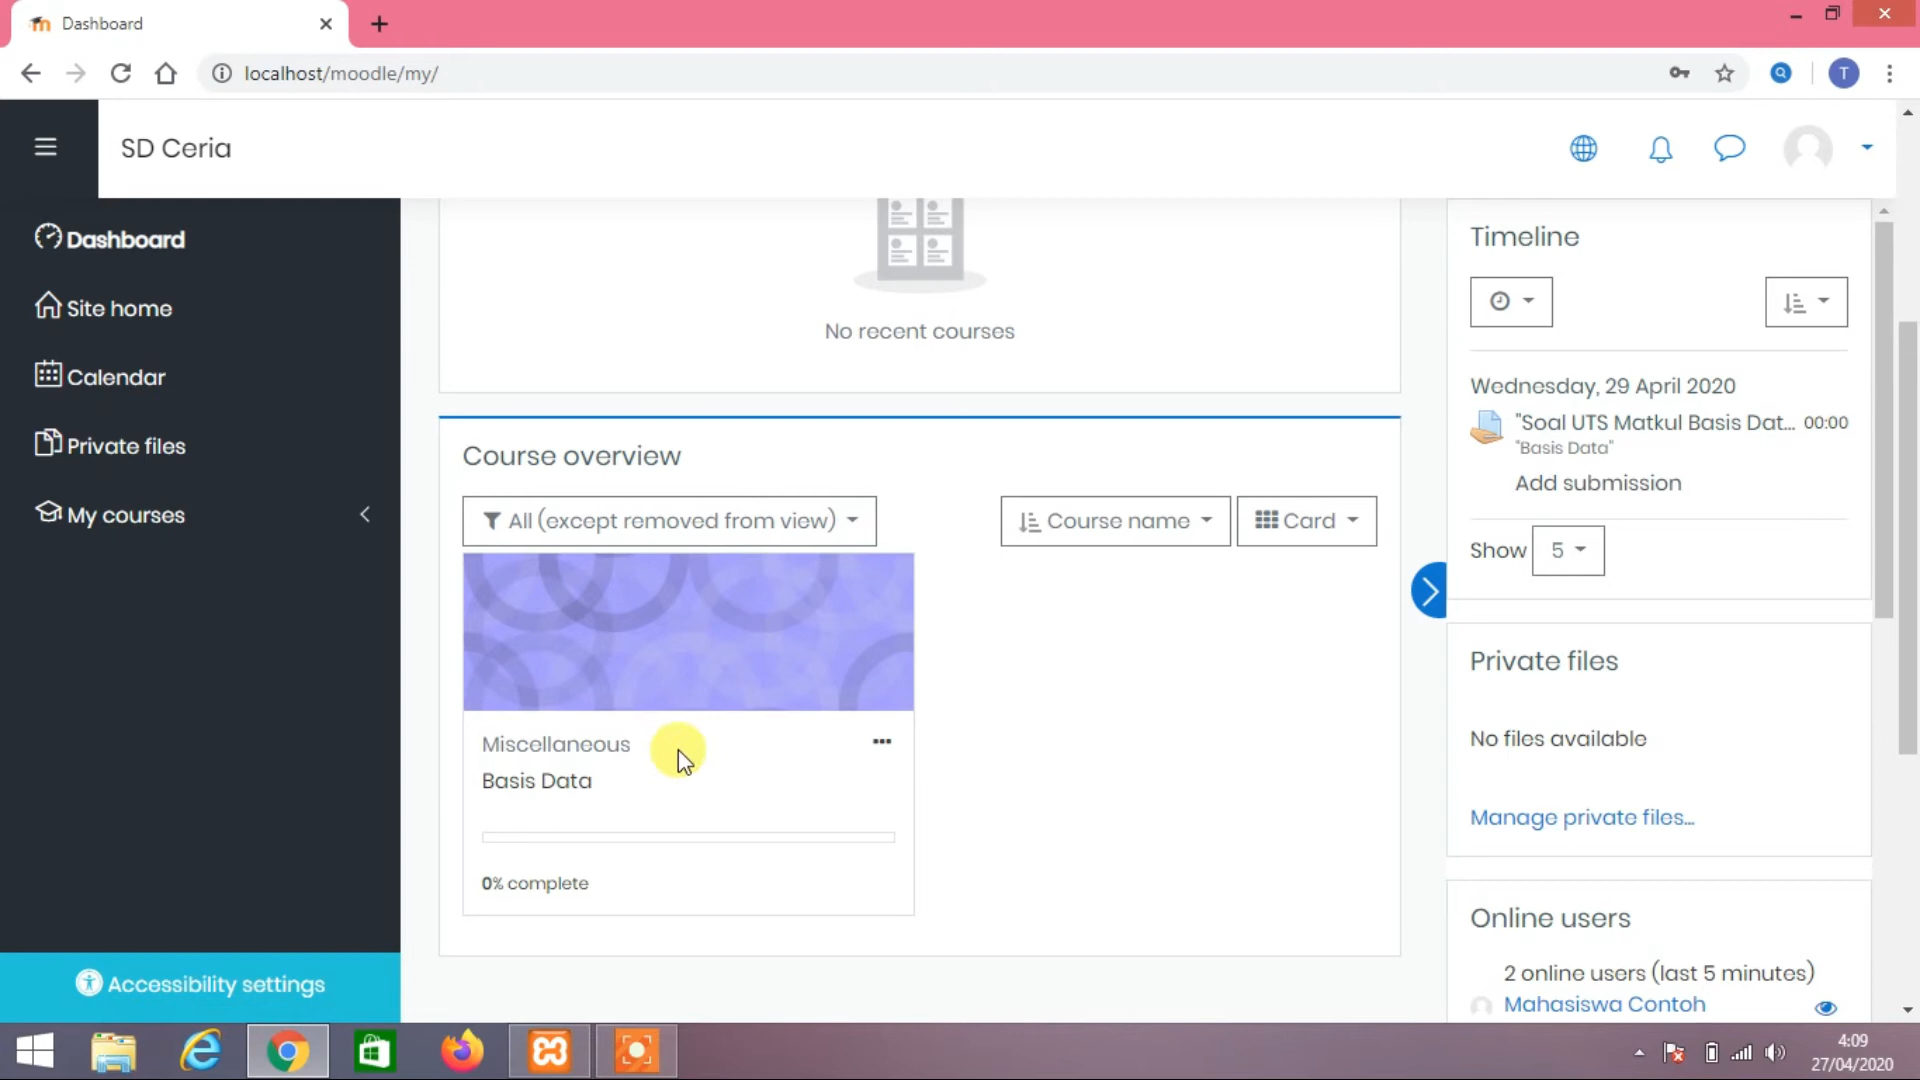 Dashboard
localhost/moodle/my/
T
SD Ceria
Dashboard
Site home
Calendar
Private files
My courses
Accessibility settings
No recent courses
Course overview
All (except removed from view)
Course name
Card
Miscellaneous
Basis Data
0% complete
Timeline
Wednesday, 29 April 2020
"Soal UTS Matkul Basis Dat... 00:00
"Basis Data"
Add submission
Show 5
Private files
No files available
Manage private files...
Online users
2 online users (last 5 minutes)
Mahasiswa Contoh
4:09
27/04/2020